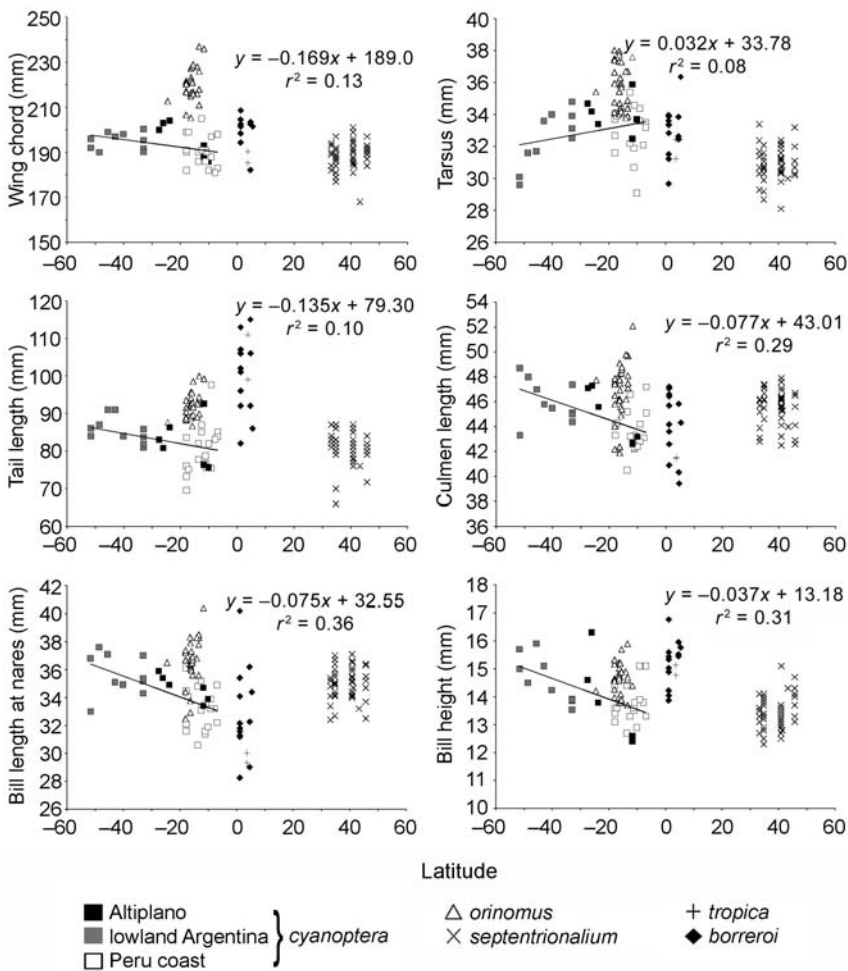 y = −0.169x + 189.0
r² = 0.13
Wing chord (mm)
230
210
190
170
150
−60 −40 −20 0 20 40 60
y = 0.032x + 33.78
r² = 0.08
Tarsus (mm)
40
38
36
34
32
30
28
26
−60 −40 −20 0 20 40 60
y = −0.135x + 79.30
r² = 0.10
Tail length (mm)
120
110
100
90
80
70
60
−60 −40 −20 0 20 40 60
y = −0.077x + 43.01
r² = 0.29
Culmen length (mm)
54
52
50
48
46
44
42
40
38
36
−60 −40 −20 0 20 40 60
y = −0.075x + 32.55
r² = 0.36
Bill length at nares (mm)
42
40
38
36
34
32
30
28
26
−60 −40 −20 0 20 40 60
y = −0.037x + 13.18
r² = 0.31
Bill height (mm)
18
17
16
15
14
13
12
11
10
−60 −40 −20 0 20 40 60
Latitude
Altiplano
lowland Argentina
Peru coast
cyanoptera
orinomus
septentrionalium
tropica
borreroi